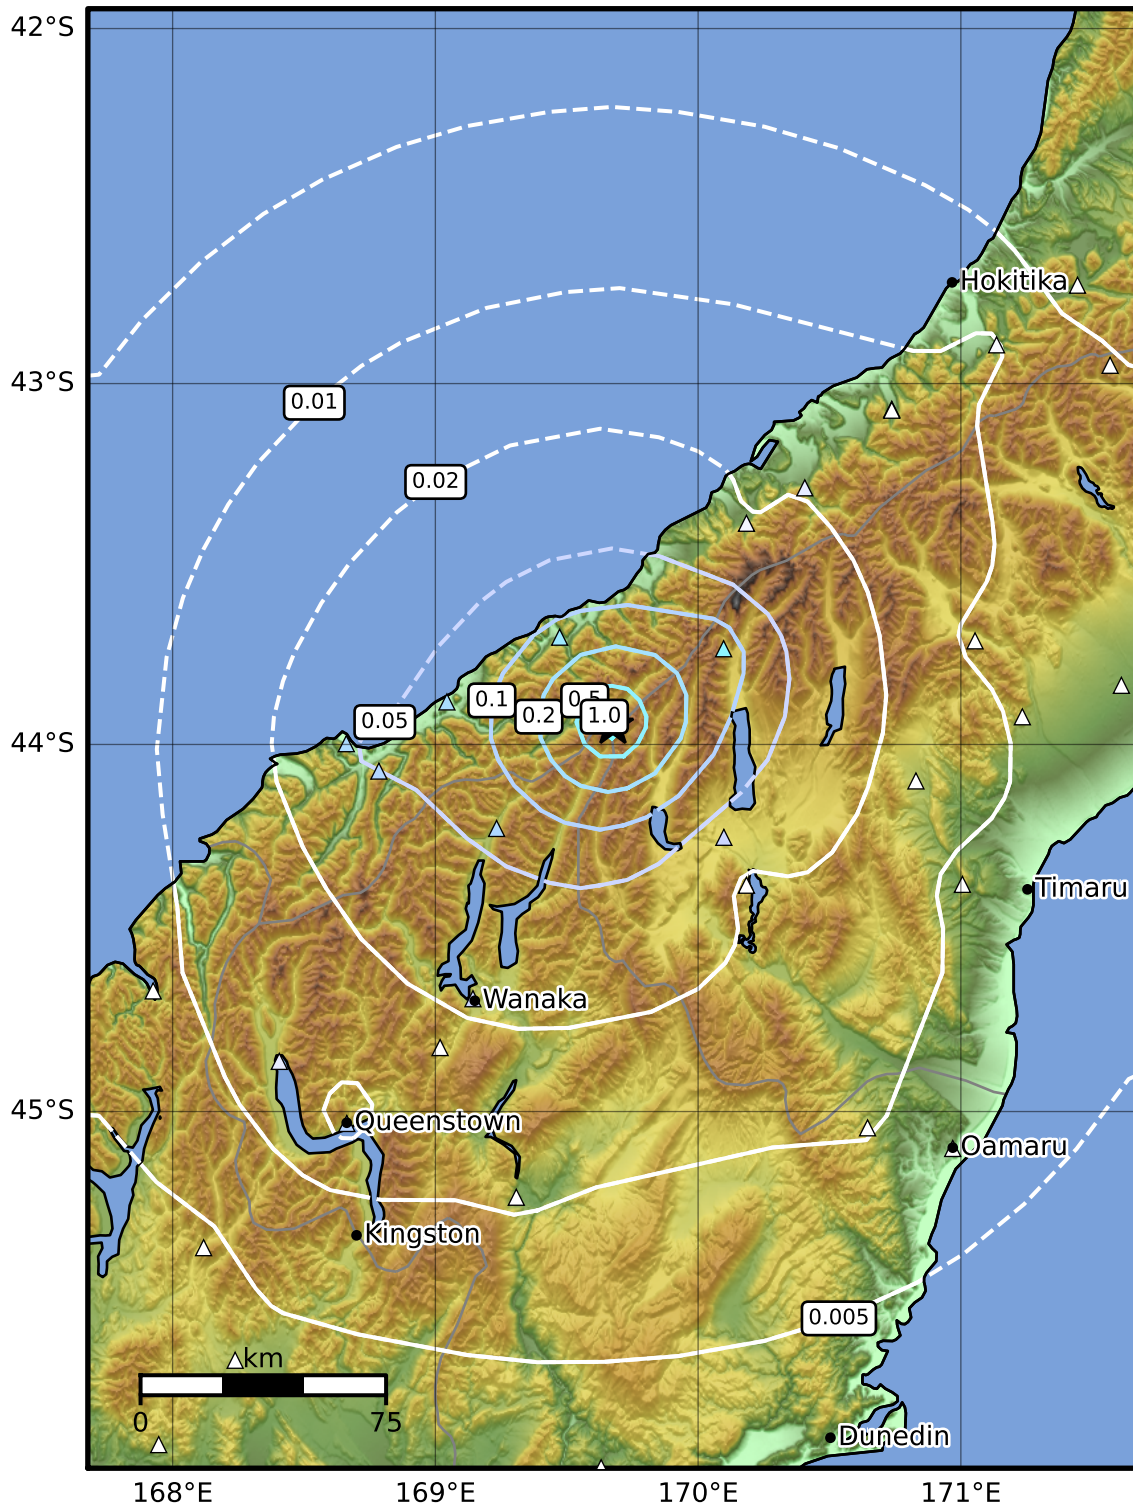 42°S
Hokitika
43°S
0.01
0.02
0.1
0.5
0.2
1.0
0.05
44°S
Timaru
Wanaka
45°S
Queenstown
Oamaru
Kingston
0.005
km
0
75
Dunedin
168°E
169°E
170°E
171°E